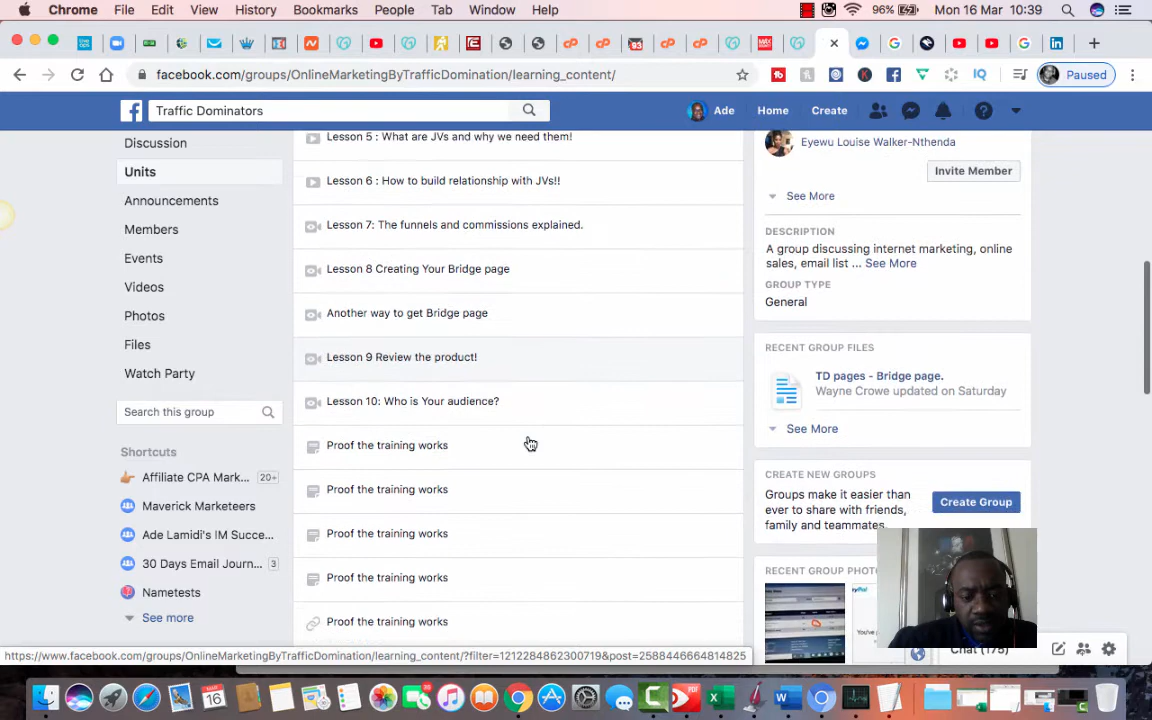 Chrome File Edit View History Bookmarks People Tab Window Help 96% Mon 16 Mar 10:39
facebook.com/groups/OnlineMarketingByTrafficDomination/learning_content/
Paused
Traffic Dominators
Ade Home Create
Discussion
Units
Announcements
Members
Events
Videos
Photos
Files
Watch Party
Search this group
Shortcuts
Affiliate CPA Mark... 20+
Maverick Marketeers
Ade Lamidi's IM Succe...
30 Days Email Journ... 3
Nametests
See more
Lesson 5 : What are JVs and why we need them!
Lesson 6 : How to build relationship with JVs!!
Lesson 7: The funnels and commissions explained.
Lesson 8 Creating Your Bridge page
Another way to get Bridge page
Lesson 9 Review the product!
Lesson 10: Who is Your audience?
Proof the training works
Proof the training works
Proof the training works
Proof the training works
Proof the training works
Eyewu Louise Walker-Nthenda
Invite Member
See More
DESCRIPTION
A group discussing internet marketing, online
sales, email list ... See More
GROUP TYPE
General
RECENT GROUP FILES
TD pages - Bridge page.
Wayne Crowe updated on Saturday
See More
CREATE NEW GROUPS
Groups make it easier than
ever to share with friends,
family and teammates.
Create Group
RECENT GROUP PHOTO
Chat (175)
https://www.facebook.com/groups/OnlineMarketingByTrafficDomination/learning_content/?filter=1212284862300719&post=2588446664814825